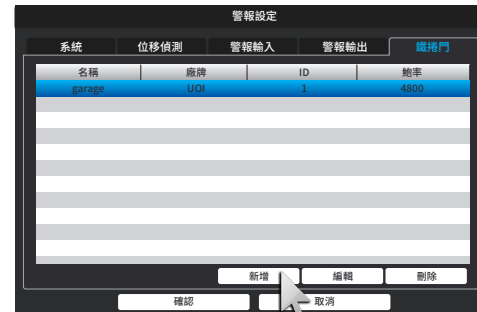 警報設定
系統 位移偵測 警報輸入 警報輸出 鐵捲門
名稱 廠牌 ID 鮑率
garage UOI 1 4800
新增 編輯 刪除
確認 取消